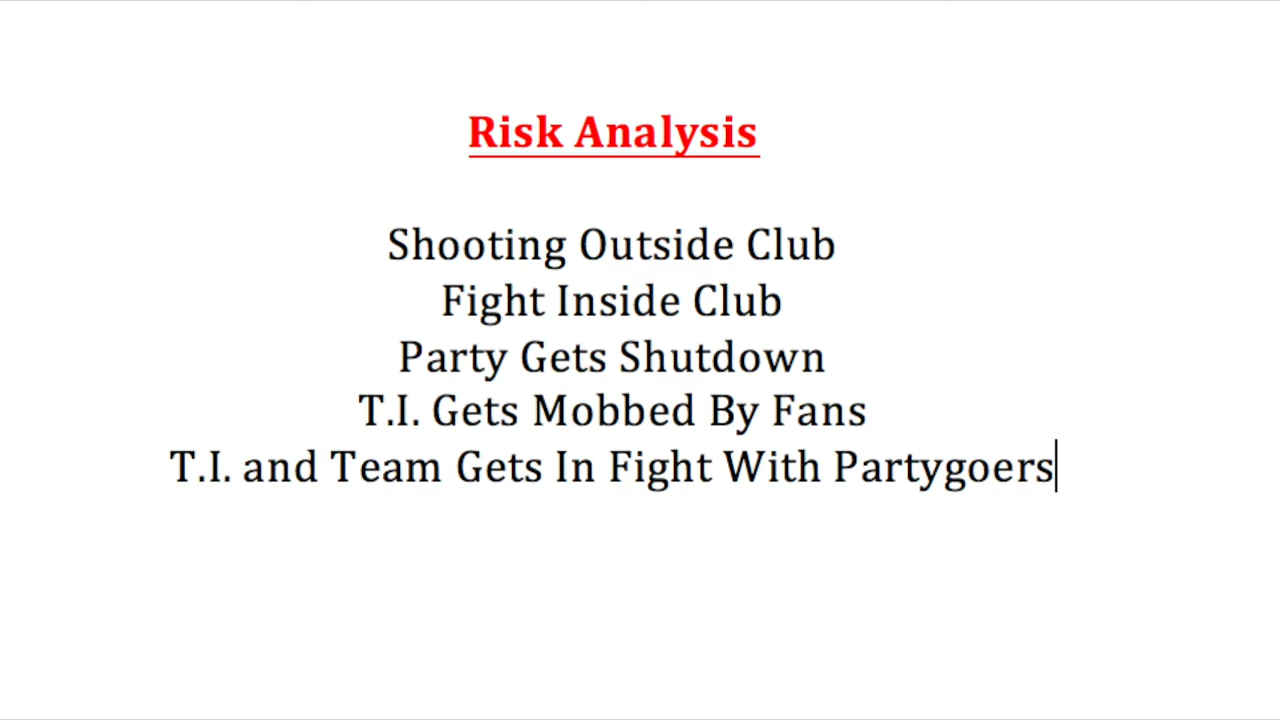 Risk Analysis
Shooting Outside Club
Fight Inside Club
Party Gets Shutdown
T.I. Gets Mobbed By Fans
T.I. and Team Gets In Fight With Partygoers